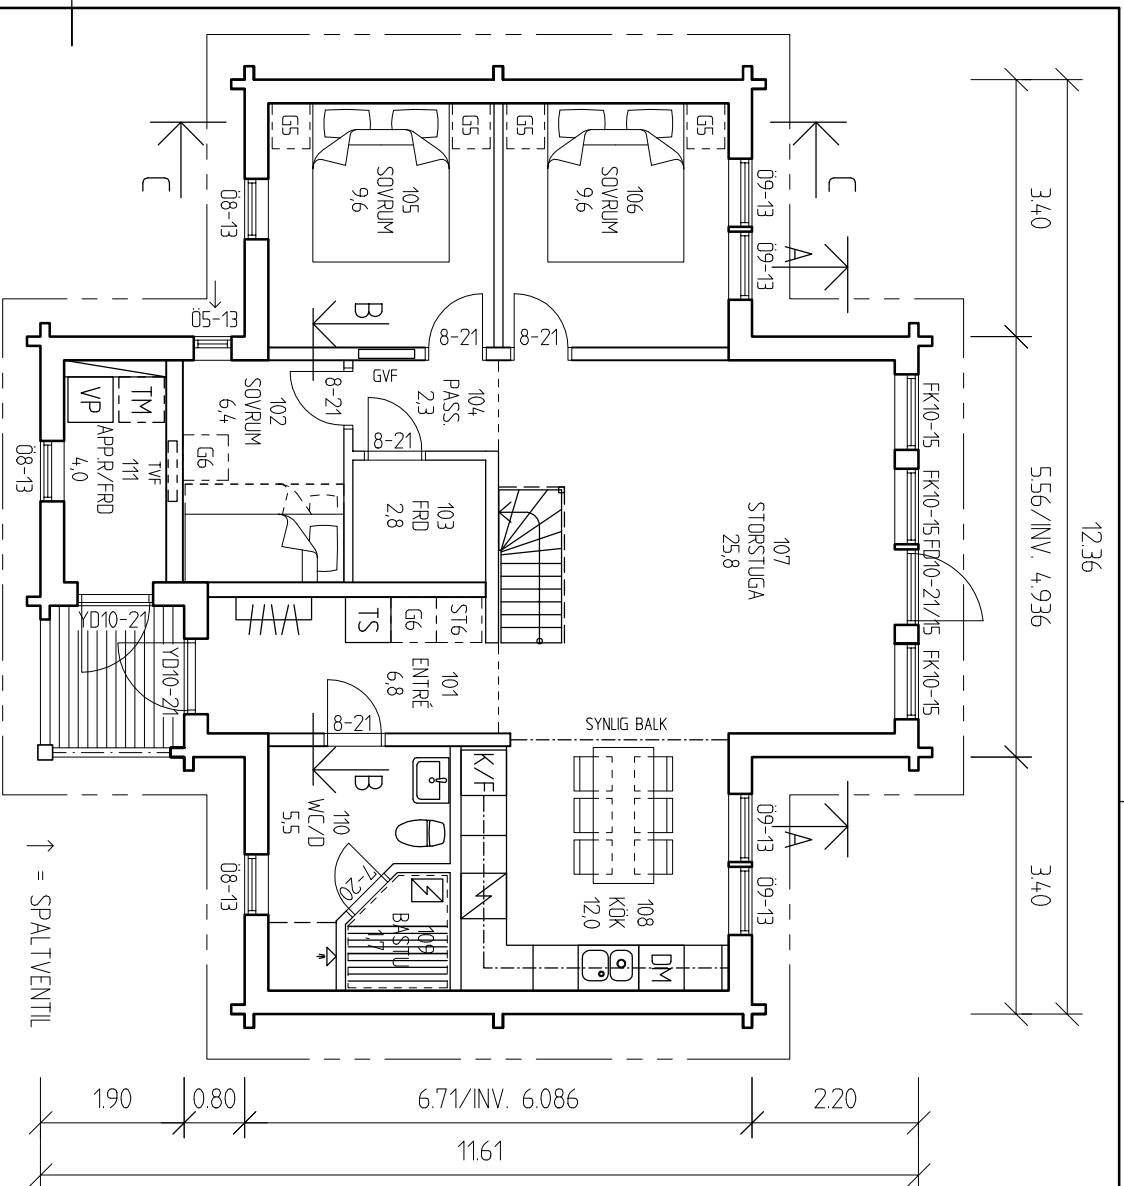 G5
G5
G5
G5
105
SOVRUM
9,6
106
SOVRUM
9,6
C
C
Ö8-13
Ö9-13
Ö9-13
A
3.40
Ö5-13
B
8-21
8-21
GVF
8-21
8-21
104
PASS.
2,3
102
SOVRUM
6,4
G6
TM
VP
111
APP.R/FRD
4,0
TVF
Ö8-13
103
FRD
2,8
107
STORSTUGA
25,8
FK10-15
FK10-15
FD10-21/15
FK10-15
5.56/INV. 4.936
12.36
YD10-21
YD10-21
TS
G6
ST6
101
ENTRÉ
6,8
8-21
B
SYNLIG BALK
K/F
110
WC/D
5,5
7-20
109
BASTU
1,7
108
KÖK
12,0
DM
Ö8-13
Ö9-13
Ö9-13
A
3.40
= SPALTVENTIL
1.90
0.80
6.71/INV. 6.086
2.20
11.61